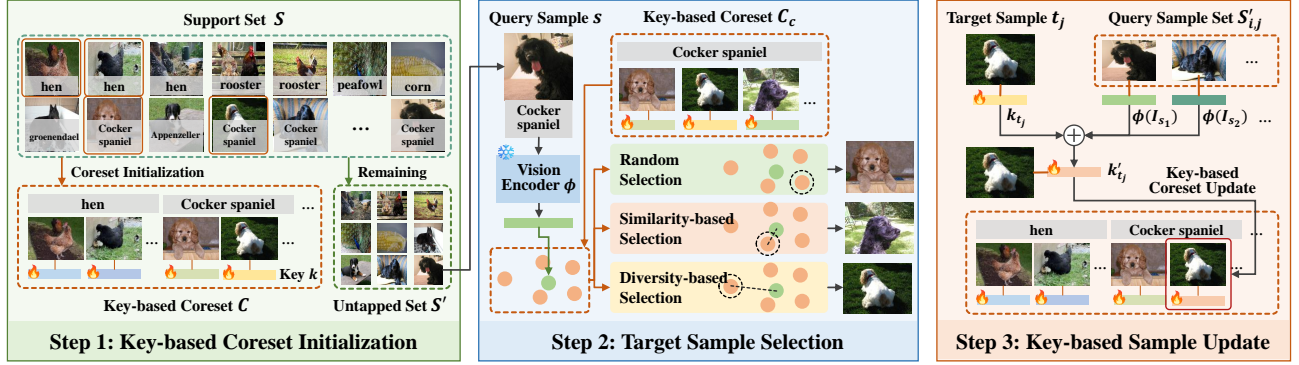 Support Set S
hen
hen
hen
rooster
rooster
peafowl
corn
groenendael
Cocker
spaniel
Appenzeller
Cocker
spaniel
Cocker
spaniel
...
Cocker
spaniel
Coreset Initialization
Remaining
hen
Cocker spaniel
...
...
...
Key k
Key-based Coreset C
Untapped Set S′
Step 1: Key-based Coreset Initialization
Query Sample s
Cocker
spaniel
Vision
Encoder ϕ
Key-based Coreset C_c
Cocker spaniel
...
Random
Selection
Similarity-based
Selection
Diversity-based
Selection
Step 2: Target Sample Selection
Target Sample t_j
Query Sample Set S′_{i,j}
...
k_{t_j}
ϕ(I_{s_1})
ϕ(I_{s_2})
...
+
k′_{t_j}
Key-based
Coreset Update
hen
Cocker spaniel
...
...
...
Step 3: Key-based Sample Update